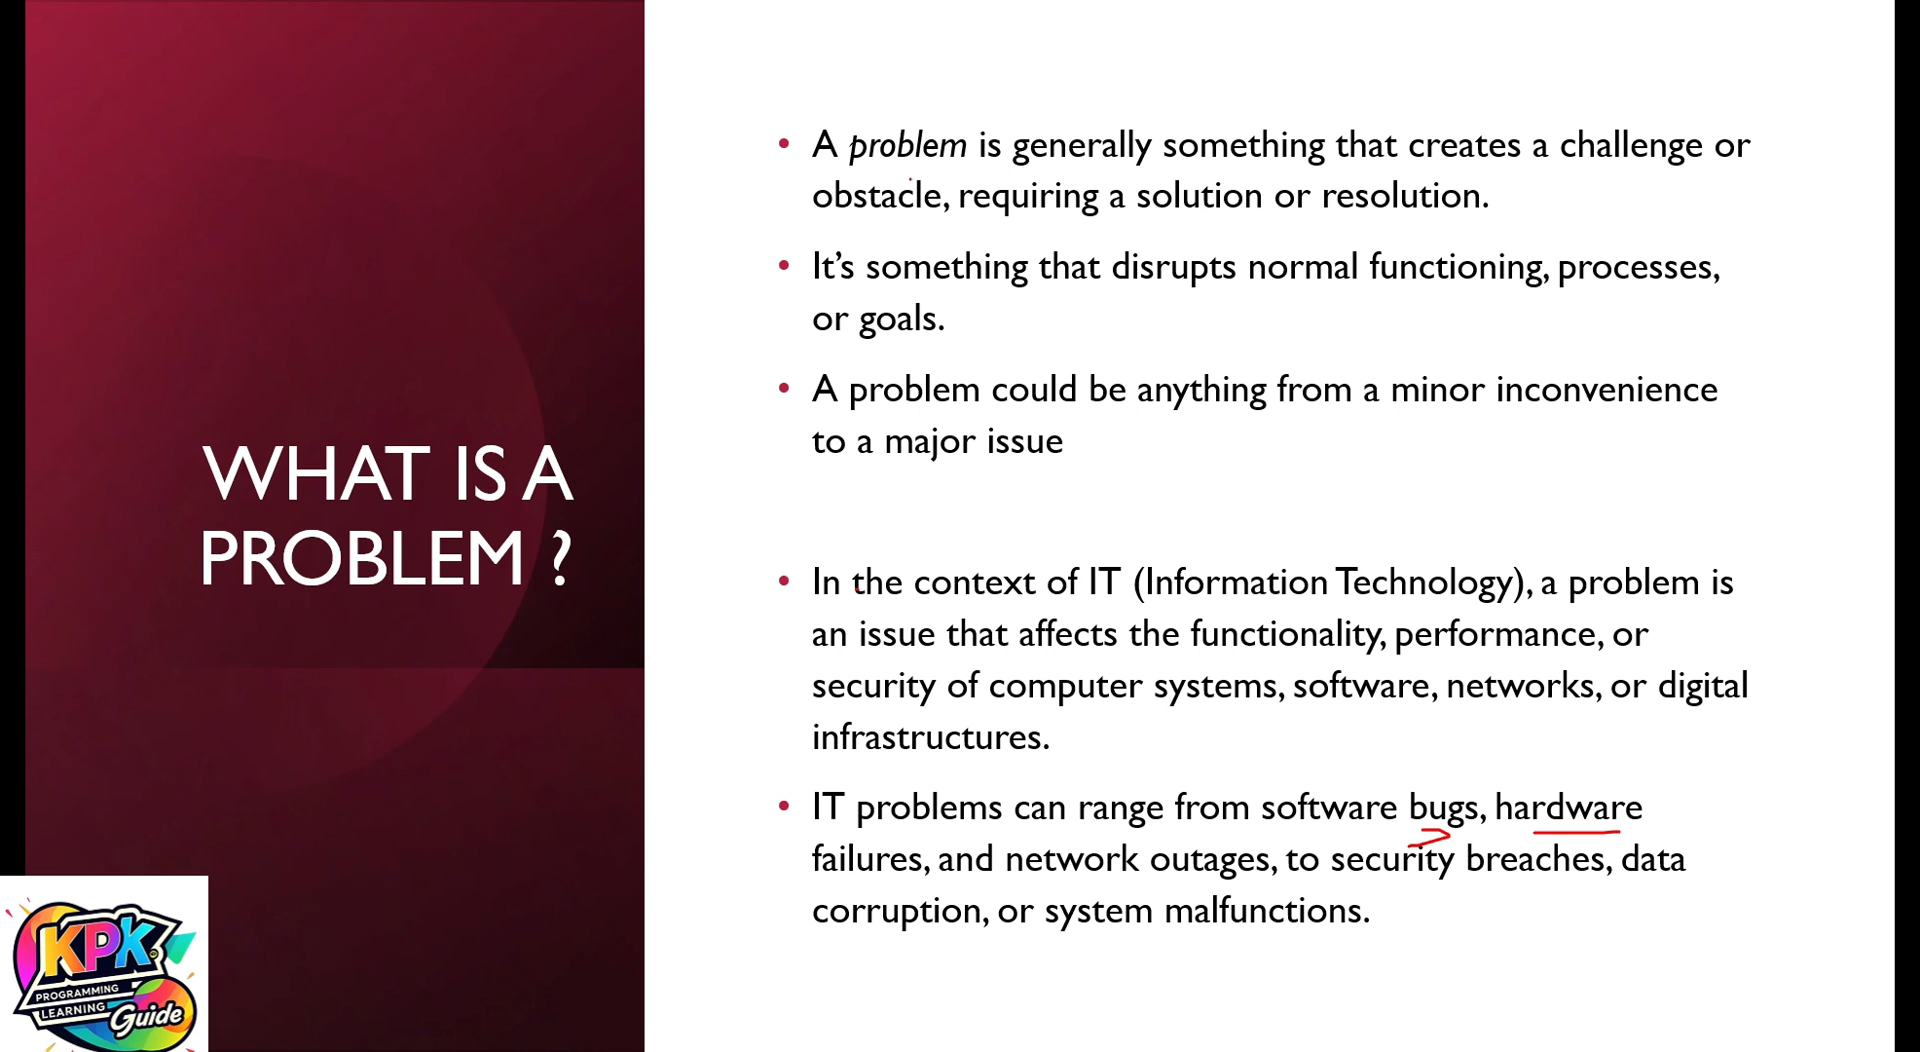 WHAT IS A
PROBLEM ?
• A problem is generally something that creates a challenge or
obstacle, requiring a solution or resolution.
• It’s something that disrupts normal functioning, processes,
or goals.
• A problem could be anything from a minor inconvenience
to a major issue
• In the context of IT (Information Technology), a problem is
an issue that affects the functionality, performance, or
security of computer systems, software, networks, or digital
infrastructures.
• IT problems can range from software bugs, hardware
failures, and network outages, to security breaches, data
corruption, or system malfunctions.
KPK
PROGRAMMING
LEARNING
Guide